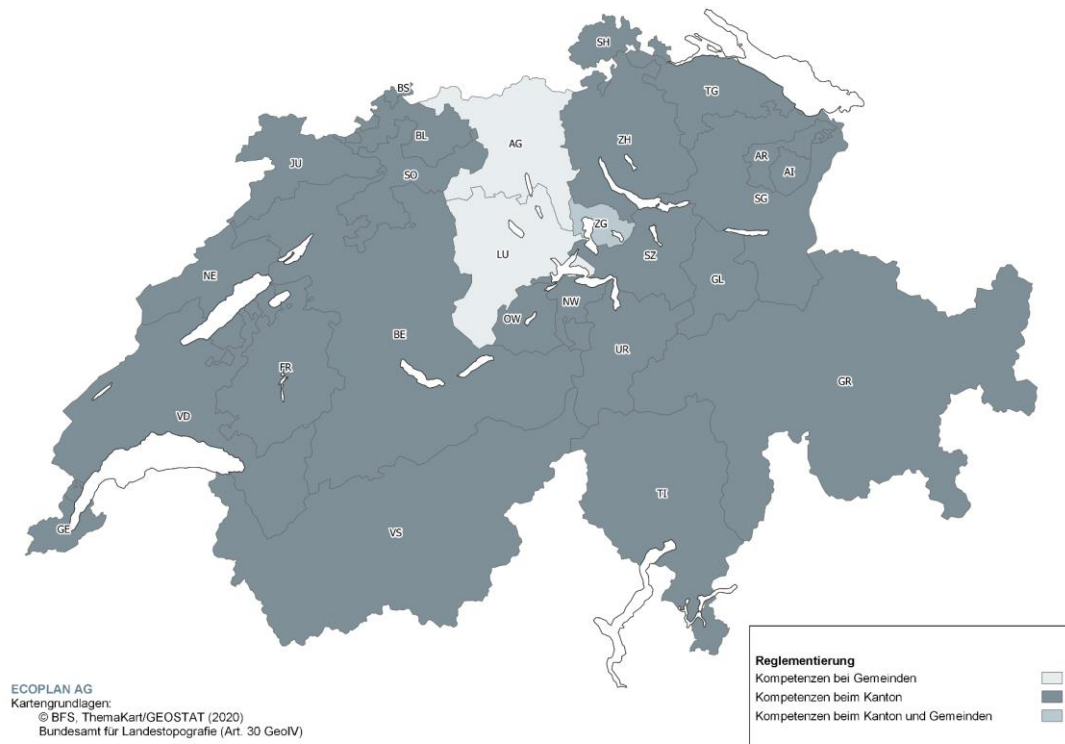 SH
BS
TG
BL
AG
ZH
JU
AR
AI
SO
SG
ZG
LU
SZ
NE
GL
NW
OW
BE
UR
FR
GR
VD
TI
GE
VS
Reglementierung
Kompetenzen bei Gemeinden
Kompetenzen beim Kanton
Kompetenzen beim Kanton und Gemeinden
ECOPLAN AG
Kartengrundlagen:
© BFS, ThemaKart/GEOSTAT (2020)
Bundesamt für Landestopografie (Art. 30 GeoIV)